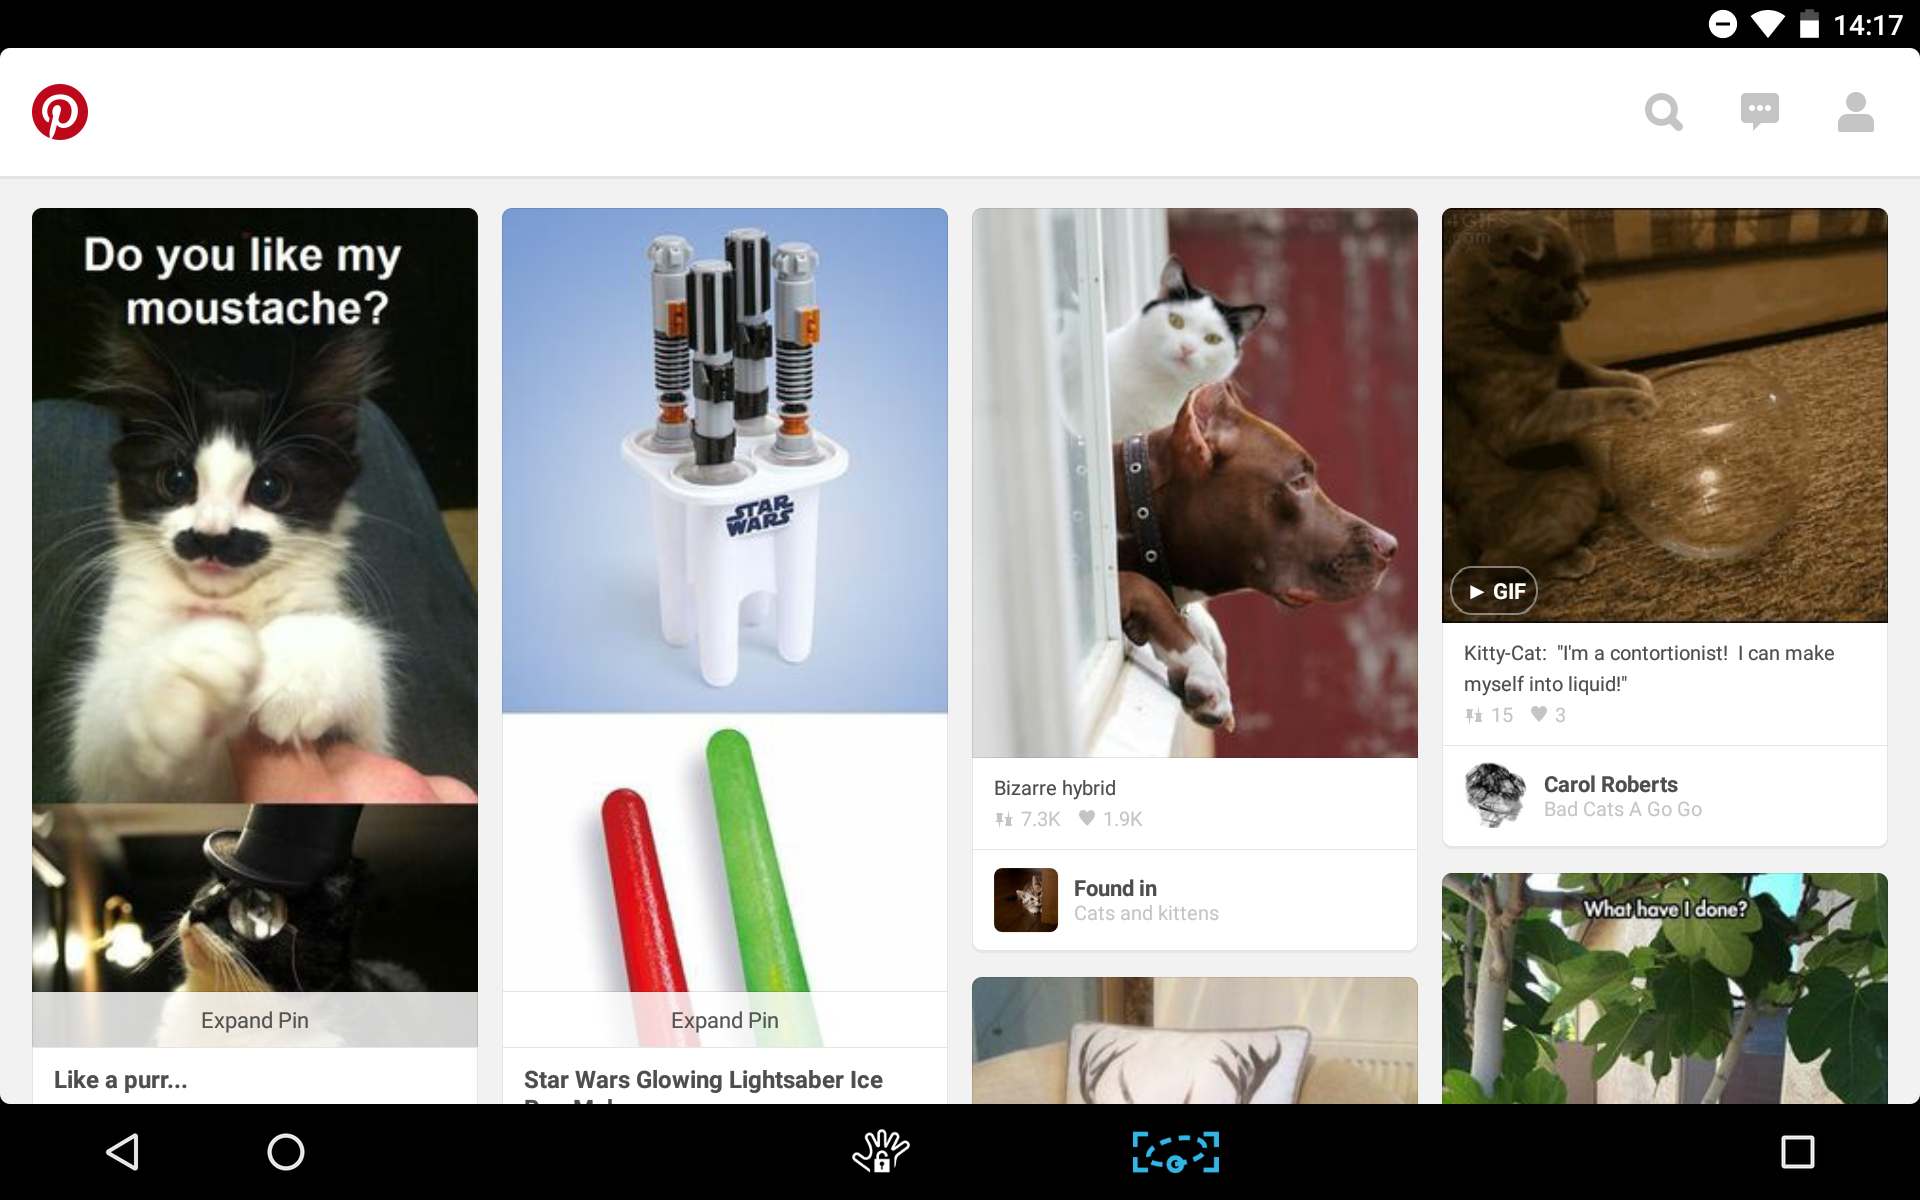 14:17
Do you like my
moustache?
Expand Pin
Like a purr...
STAR
WARS
Expand Pin
Star Wars Glowing Lightsaber Ice
Bizarre hybrid
7.3K 1.9K
Found in
Cats and kittens
4GIFS
com
GIF
Kitty-Cat: "I'm a contortionist! I can make
myself into liquid!"
15 3
Carol Roberts
Bad Cats A Go Go
What have I done?